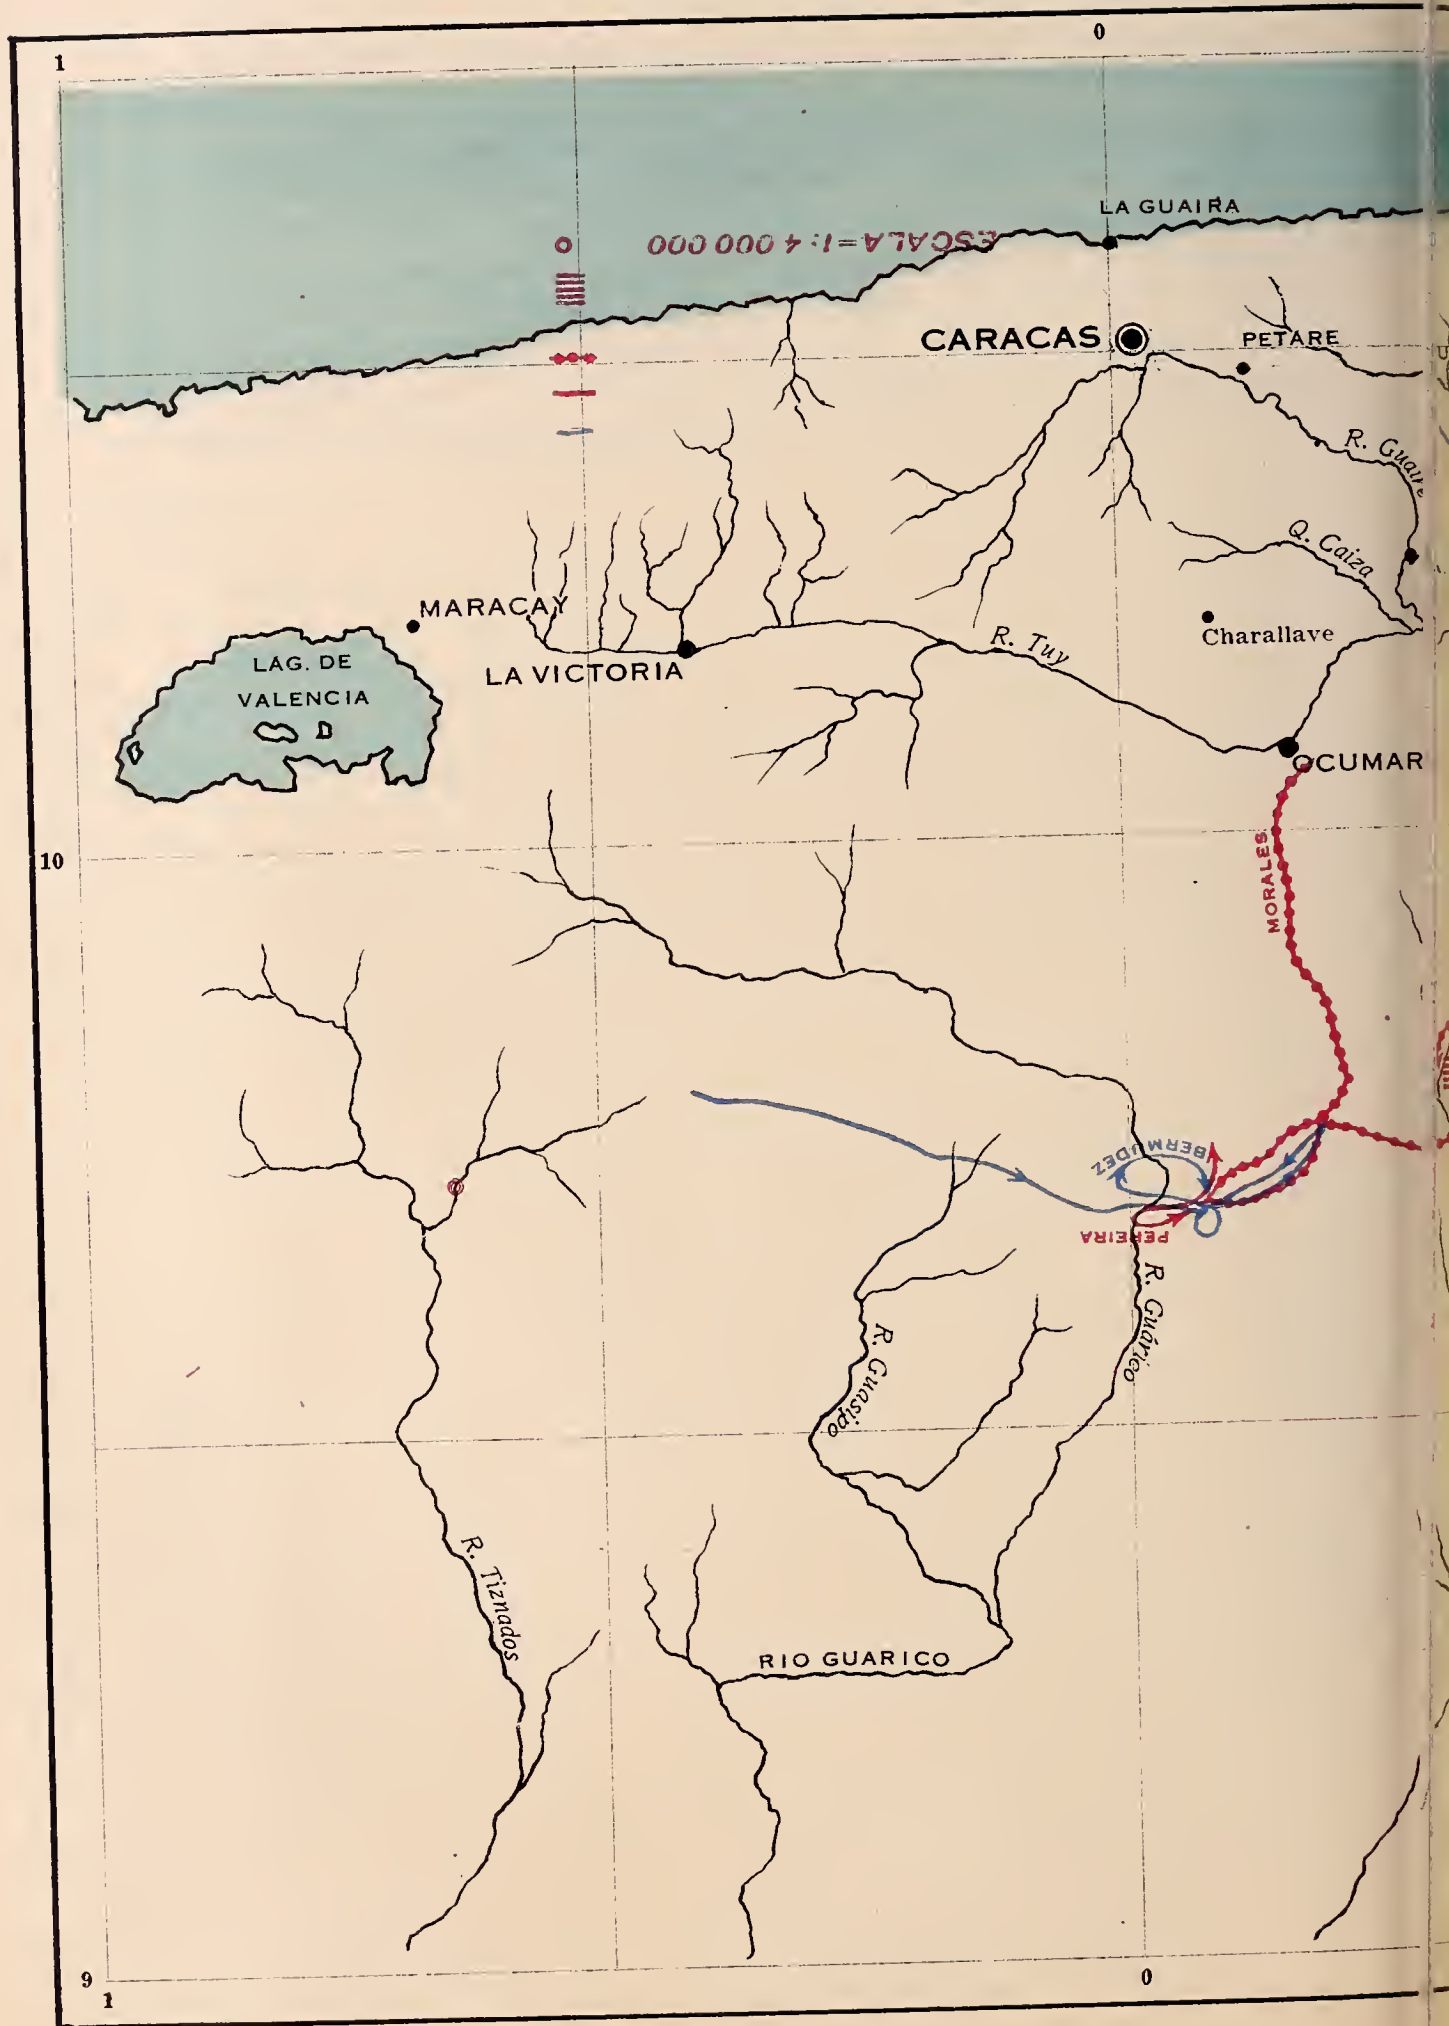 0
1
LA GUAIRA
ESCALA=1:4 000 000
CARACAS
PETARE
R. Guaire
Q. Caiza
MARACAY
Charallave
R. Tuy
LAG. DE
VALENCIA
LA VICTORIA
OCUMAR
10
MORALES
BERMUDEZ
PEREIRA
R. Guárico
R. Guasipo
R. Tiznados
RIO GUARICO
9
1
0